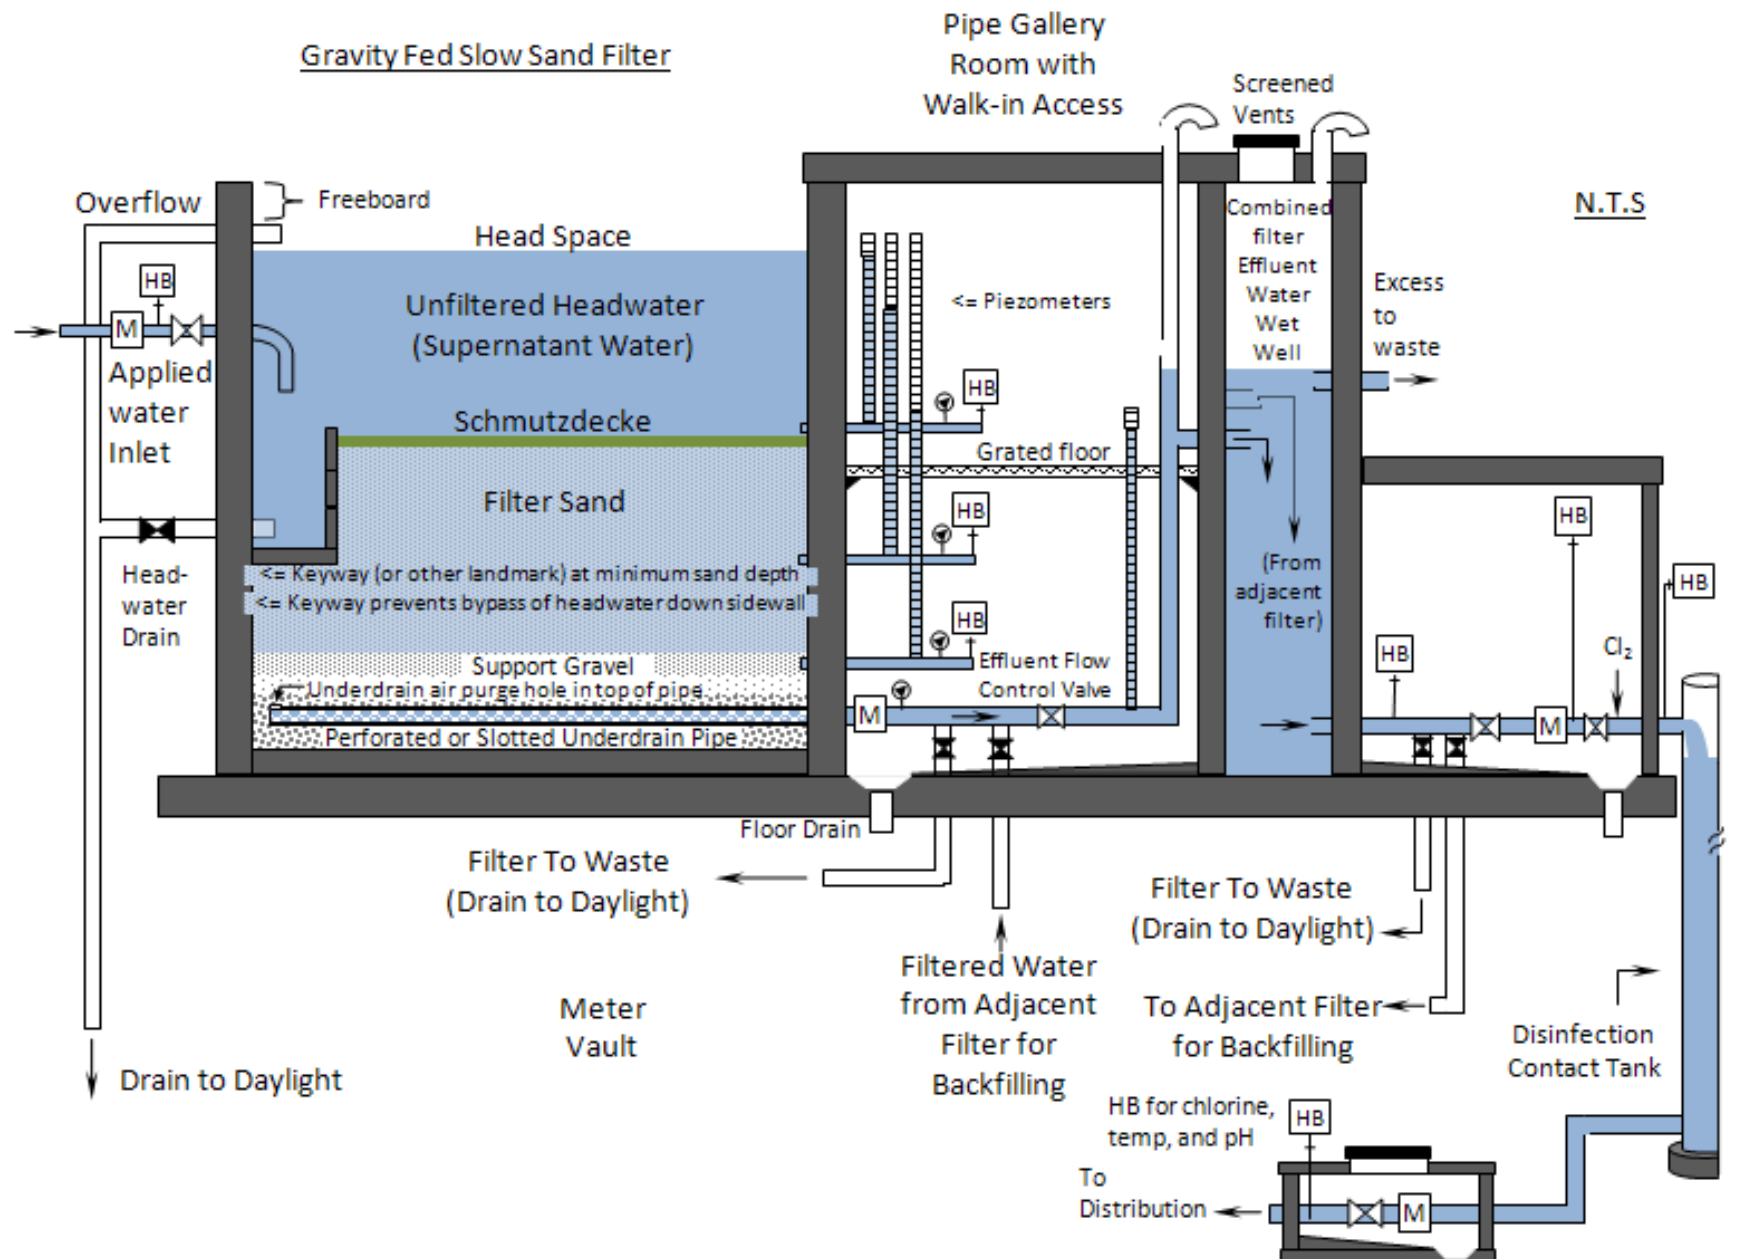 Gravity Fed Slow Sand Filter
Pipe Gallery
Room with
Walk-in Access
Screened
Vents
N.T.S
Overflow
Freeboard
Head Space
HB
M
Applied
water
Inlet
Unfiltered Headwater
(Supernatant Water)
Schmutzdecke
Filter Sand
Head-
water
Drain
<= Keyway (or other landmark) at minimum sand depth
<= Keyway prevents bypass of headwater down sidewall
Support Gravel
Underdrain air purge hole in top of pipe
Perforated or Slotted Underdrain Pipe
<= Piezometers
HB
Grated floor
HB
HB
Effluent Flow
Control Valve
M
Combined
filter
Effluent
Water
Wet
Well
Excess
to
waste
(From
adjacent
filter)
HB
HB
HB
Cl₂
M
Floor Drain
Filter To Waste
(Drain to Daylight)
Filtered Water
from Adjacent
Filter for
Backfilling
Filter To Waste
(Drain to Daylight)
To Adjacent Filter
for Backfilling
Disinfection
Contact Tank
Meter
Vault
Drain to Daylight
HB for chlorine,
temp, and pH
HB
To
Distribution
M